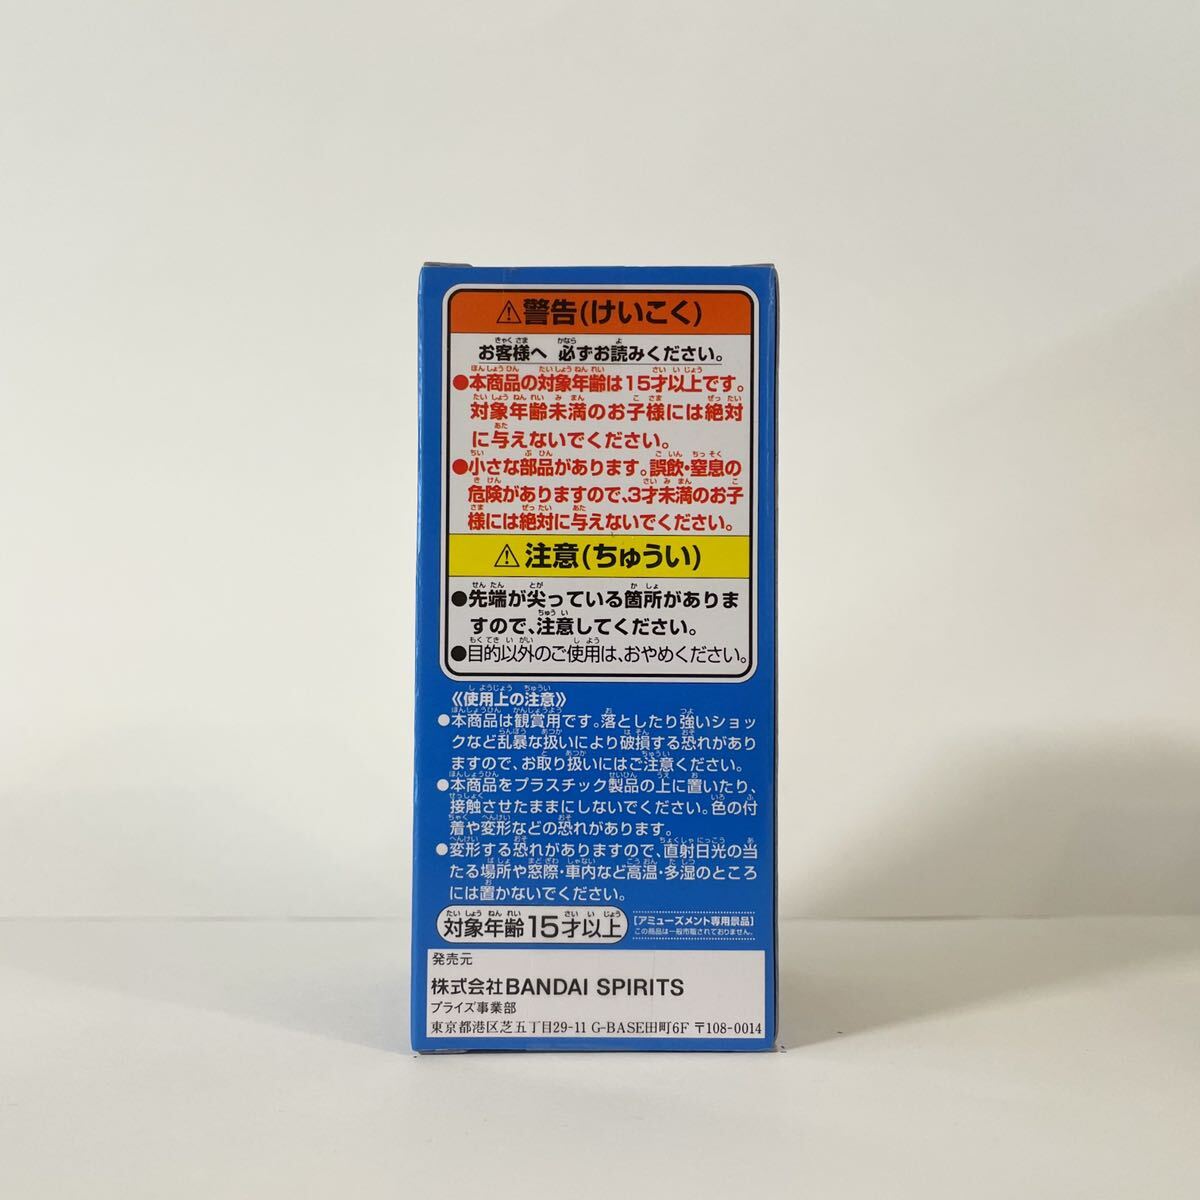 ⚠警告(けいこく)
お客様へ 必ずお読みください。
●本商品の対象年齢は15才以上です。
対象年齢未満のお子様には絶対
に与えないでください。
●小さな部品があります。誤飲・窒息の
危険がありますので、3才未満のお子
様には絶対に与えないでください。
⚠注意(ちゅうい)
●先端が尖っている箇所がありま
すので、注意してください。
●目的以外のご使用は、おやめください。
《使用上の注意》
●本商品は観賞用です。落としたり強いショッ
クなど乱暴な扱いにより破損する恐れがあり
ますので、お取り扱いにはご注意ください。
●本商品をプラスチック製品の上に置いたり、
接触させたままにしないでください。色の付
着や変形などの恐れがあります。
●変形する恐れがありますので、直射日光の当
たる場所や窓際・車内など高温・多湿のところ
には置かないでください。
対象年齢15才以上
[アミューズメント専用景品]
この商品は一般市販されておりません。
発売元
株式会社BANDAI SPIRITS
プライズ事業部
東京都港区芝五丁目29-11 G-BASE田町6F 〒108-0014